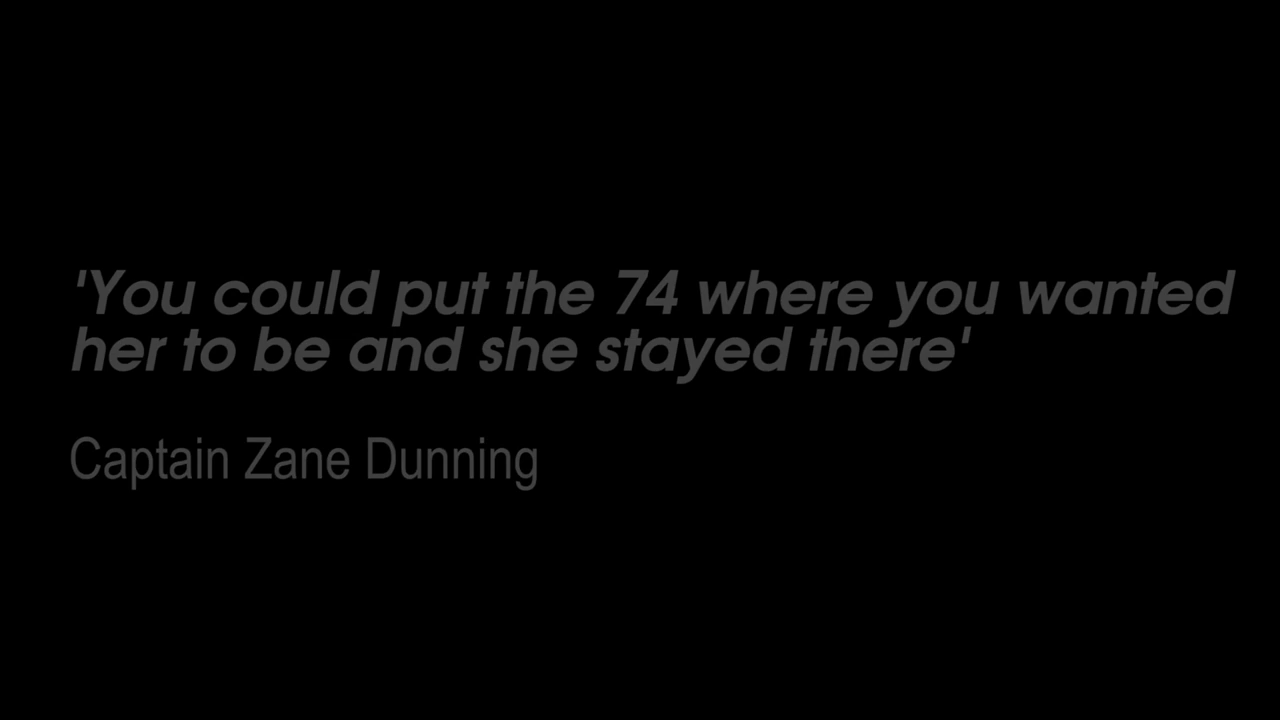 'You could put the 74 where you wanted
her to be and she stayed there'
Captain Zane Dunning